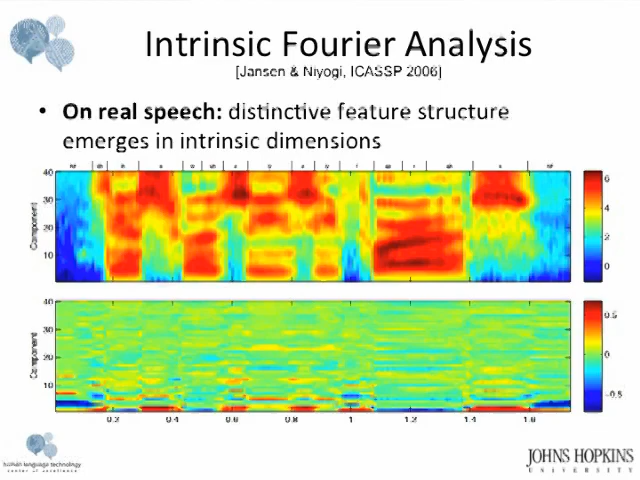 Intrinsic Fourier Analysis
[Jansen & Niyogi, ICASSP 2006]
• On real speech: distinctive feature structure
emerges in intrinsic dimensions
Component
40
30
20
10
6
4
2
0
Component
40
30
20
10
0.5
0
-0.5
0.2 0.4 0.6 0.8 1 1.2 1.4 1.6
human language technology
center of excellence
JOHNS HOPKINS
UNIVERSITY